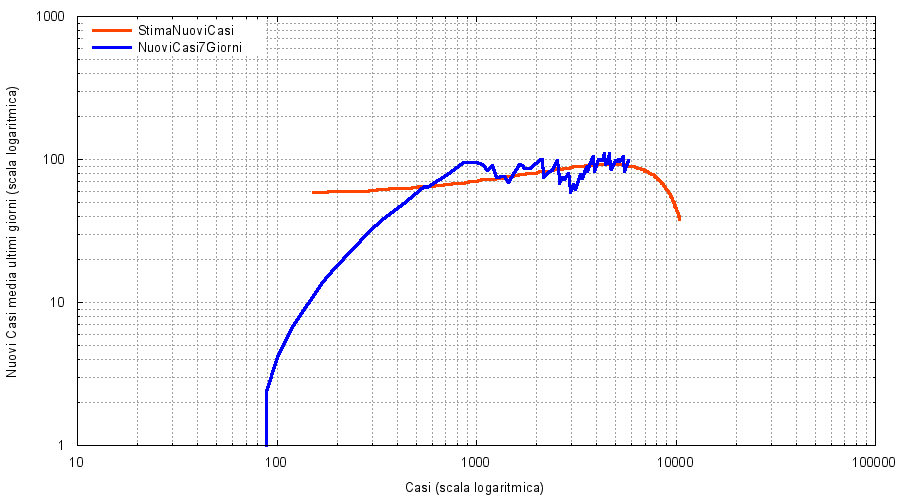 1000
StimaNuoviCasi
NuoviCasi7Giorni
100
10
1
Nuovi Casi media ultimi giorni (scala logaritmica)
10
100
1000
10000
100000
Casi (scala logaritmica)